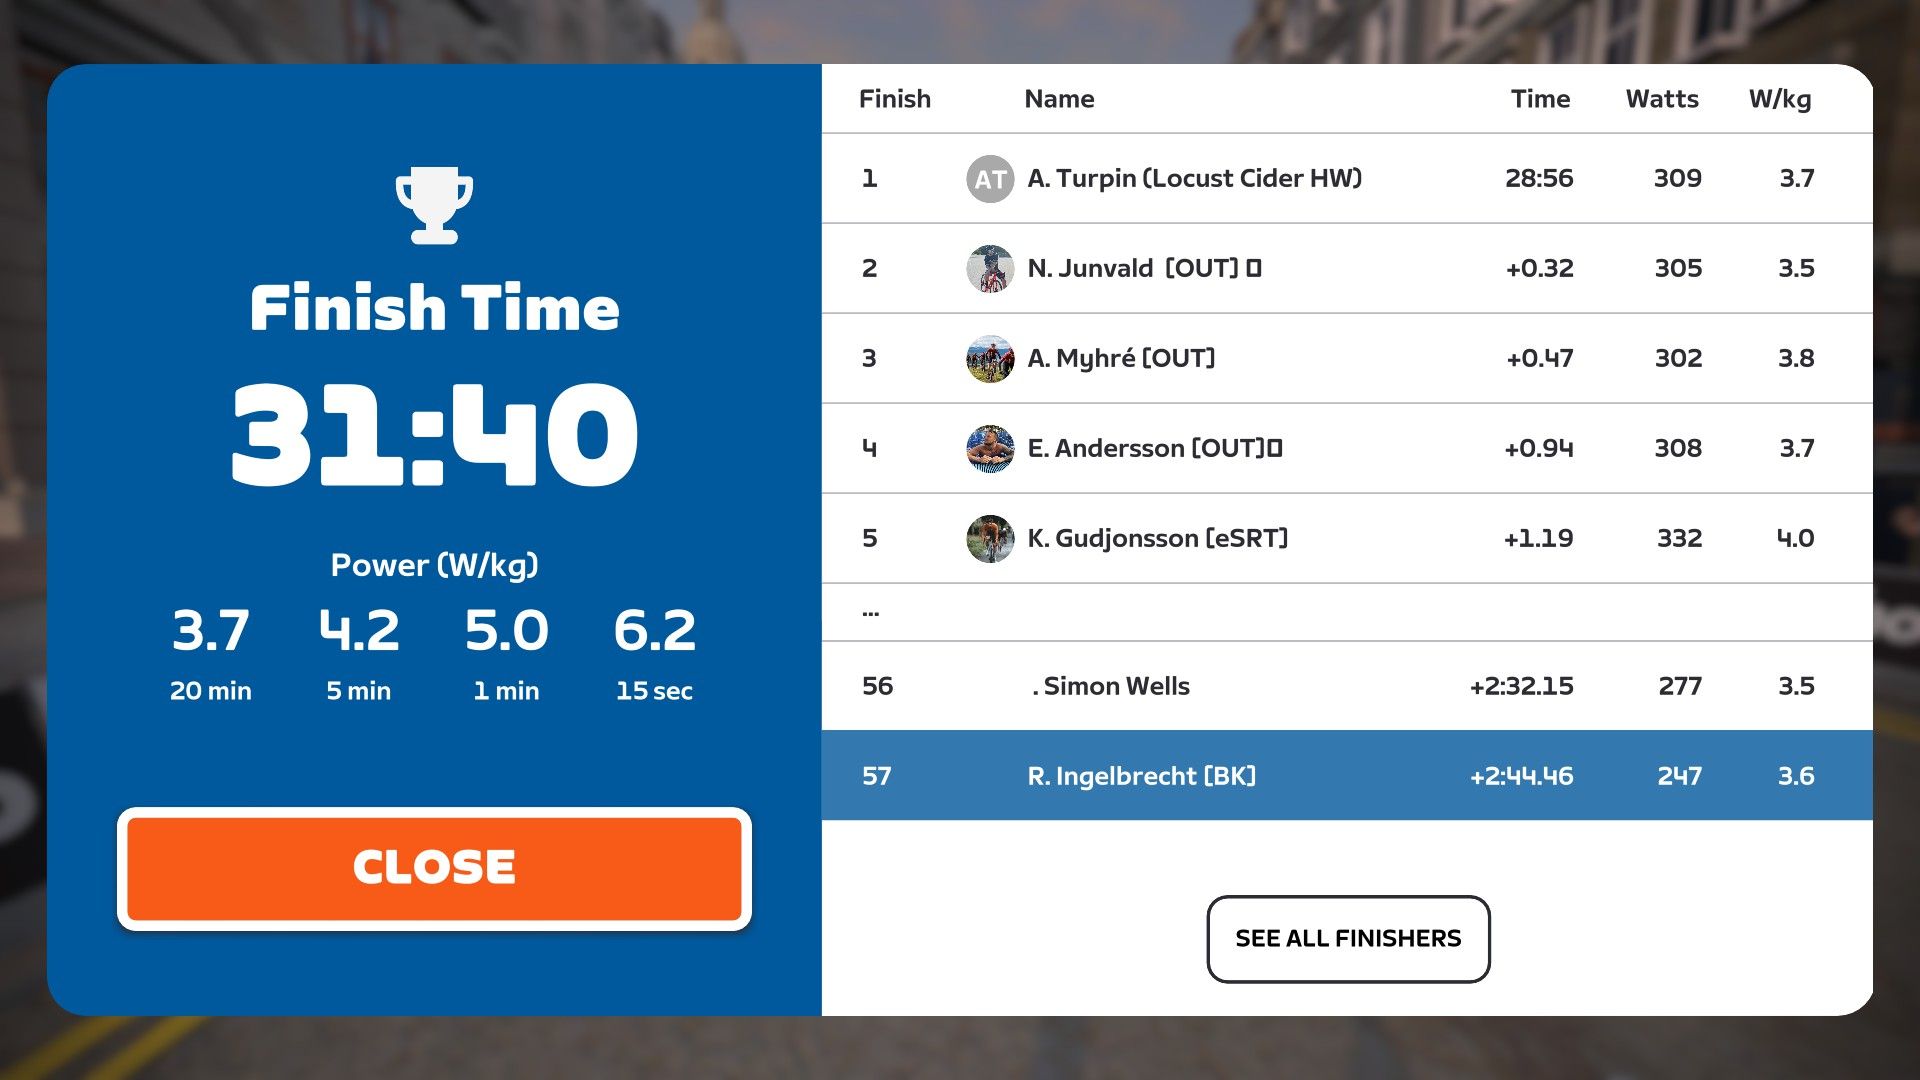 Finish Time
31:40
Power (W/kg)
3.7 4.2 5.0 6.2
20 min 5 min 1 min 15 sec
CLOSE
Finish Name Time Watts W/kg
1 AT A. Turpin (Locust Cider HW) 28:56 309 3.7
2 N. Junvald [OUT] +0.32 305 3.5
3 A. Myhré [OUT] +0.47 302 3.8
4 E. Andersson [OUT] +0.94 308 3.7
5 K. Gudjonsson [eSRT] +1.19 332 4.0
...
56 . Simon Wells +2:32.15 277 3.5
57 R. Ingelbrecht [BK] +2:44.46 247 3.6
SEE ALL FINISHERS